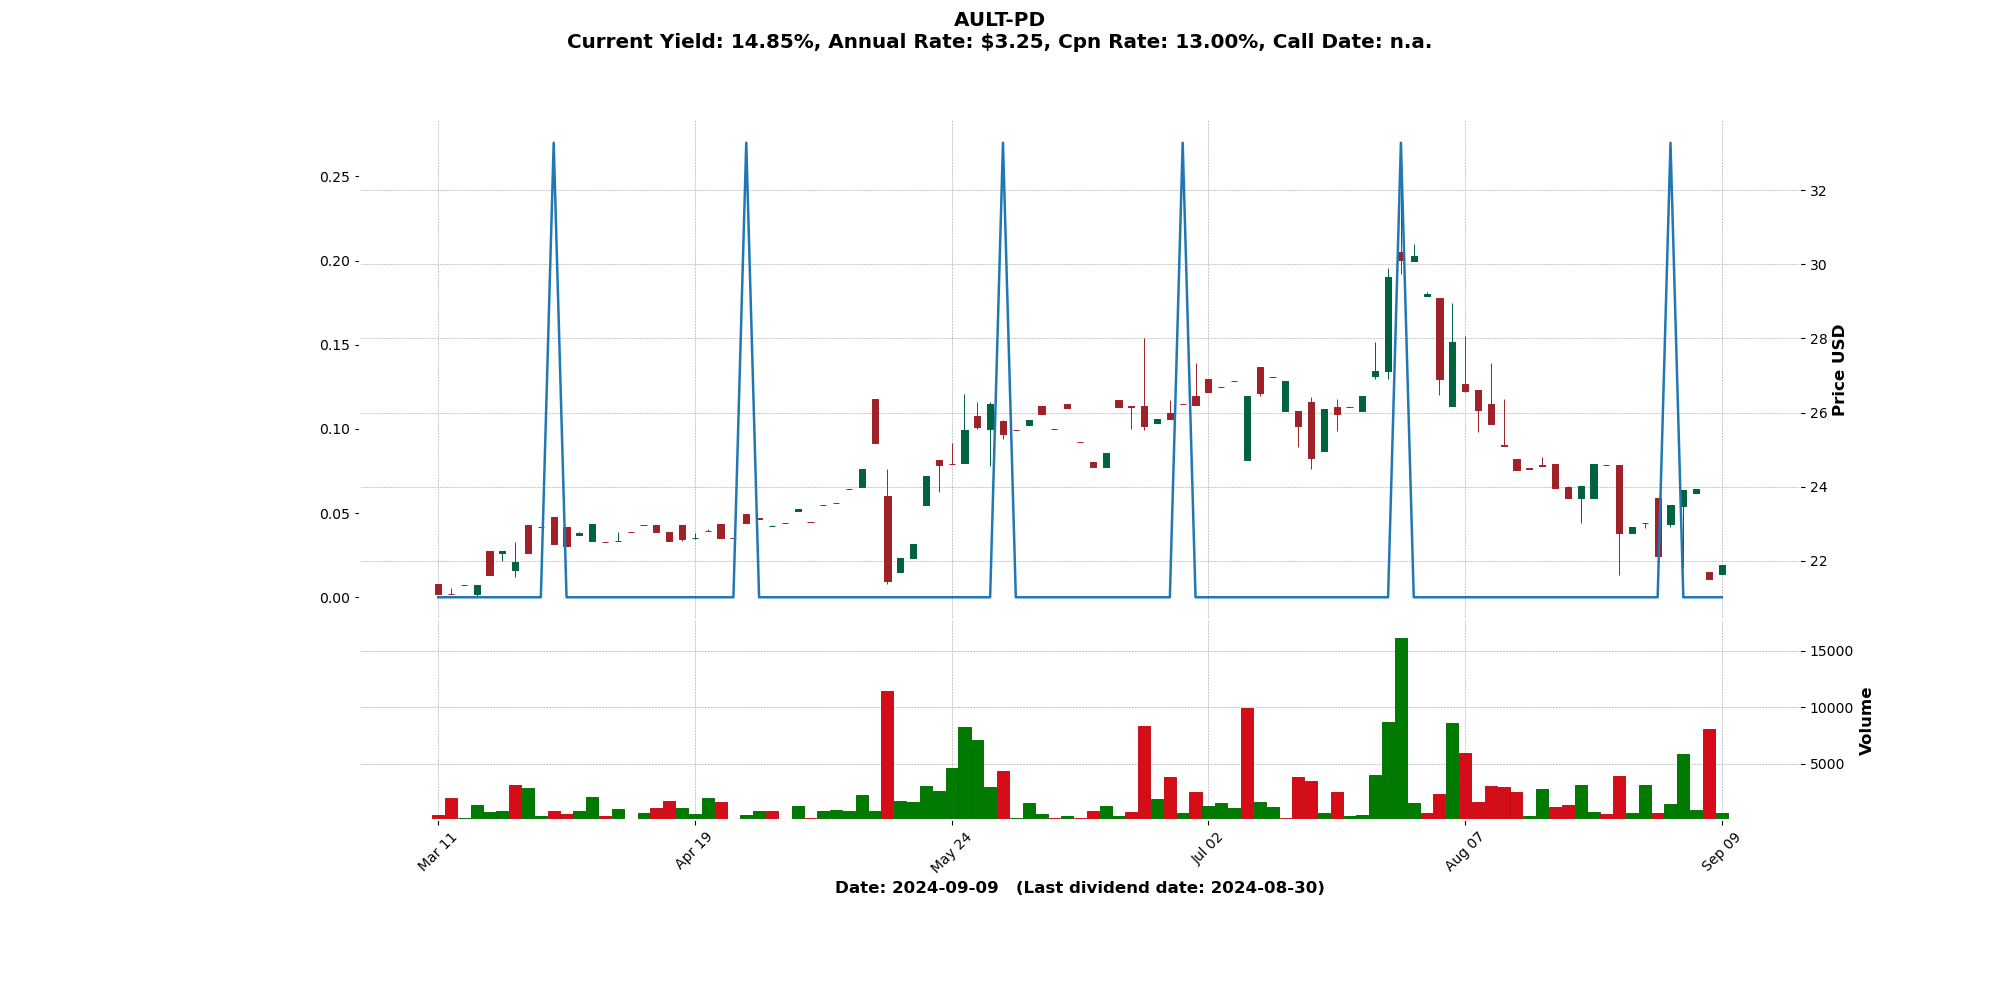 AULT-PD
Current Yield: 14.85%, Annual Rate: $3.25, Cpn Rate: 13.00%, Call Date: n.a.
0.25
0.20
0.15
0.10
0.05
0.00
32
30
28
26
24
22
Price USD
15000
10000
5000
Volume
Mar 11
Apr 19
May 24
Jul 02
Aug 07
Sep 09
Date: 2024-09-09 (Last dividend date: 2024-08-30)